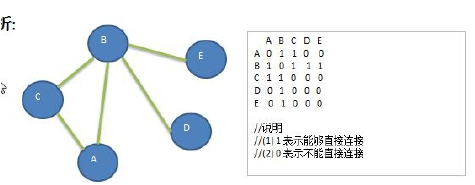 析:
B
E
C
D
A
A B C D E
A 0 1 1 0 0
B 1 0 1 1 1
C 1 1 0 0 0
D 0 1 0 0 0
E 0 1 0 0 0
//说明
//(1) 1 表示能够直接连接
//(2) 0 表示不能直接连接